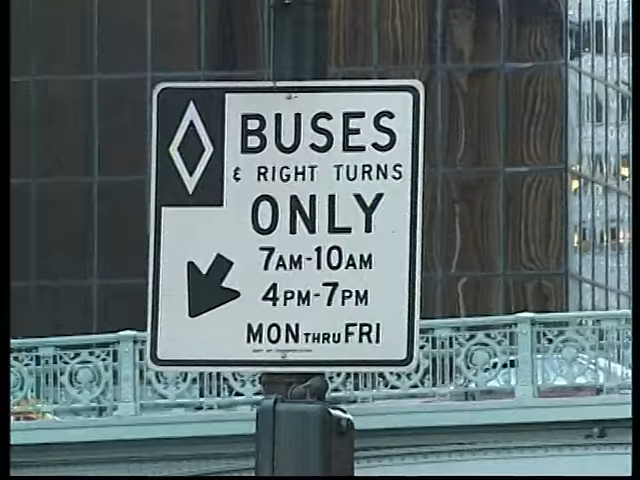 BUSES
& RIGHT TURNS
ONLY
7AM-10AM
4PM-7PM
MON THRU FRI